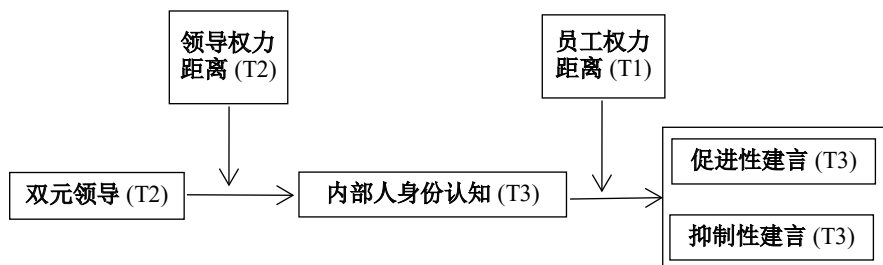 领导权力
距离 (T2)
员工权力
距离 (T1)
促进性建言 (T3)
双元领导 (T2)
内部人身份认知 (T3)
抑制性建言 (T3)